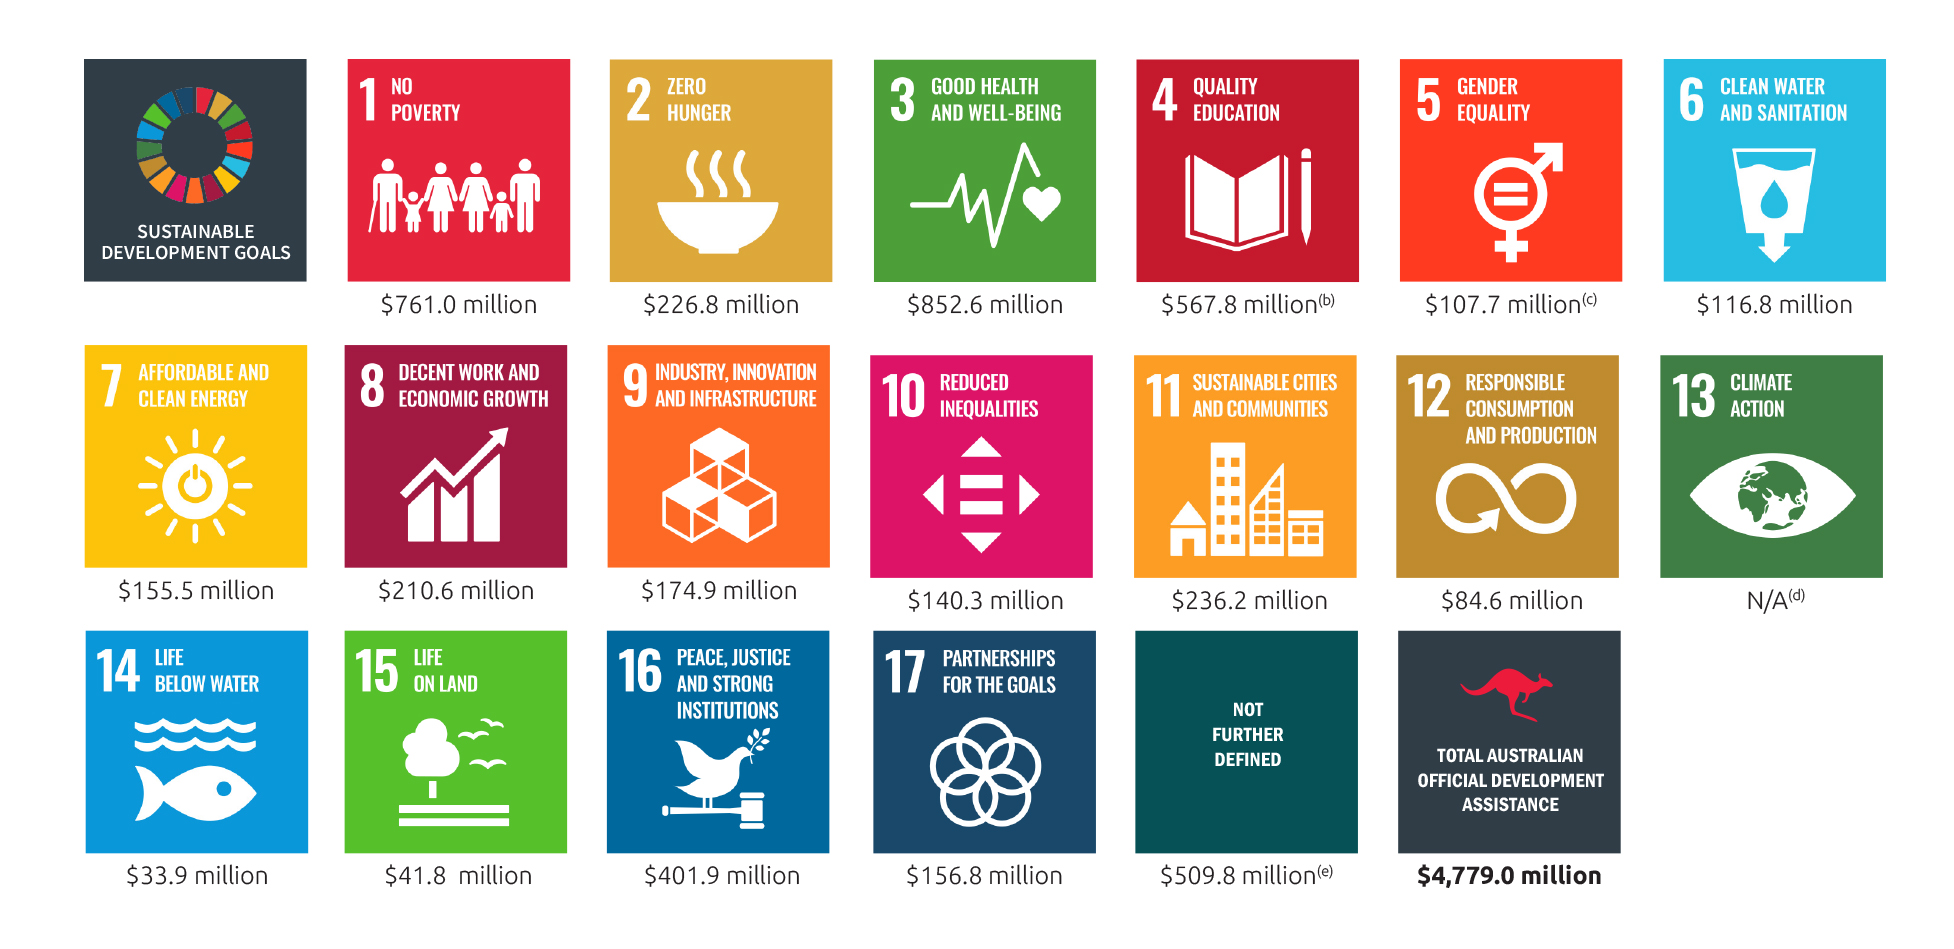 SUSTAINABLE
DEVELOPMENT GOALS
1 NO
POVERTY
$761.0 million
2 ZERO
HUNGER
$226.8 million
3 GOOD HEALTH
AND WELL-BEING
$852.6 million
4 QUALITY
EDUCATION
$567.8 million(b)
5 GENDER
EQUALITY
$107.7 million(c)
6 CLEAN WATER
AND SANITATION
$116.8 million
7 AFFORDABLE AND
CLEAN ENERGY
$155.5 million
8 DECENT WORK AND
ECONOMIC GROWTH
$210.6 million
9 INDUSTRY, INNOVATION
AND INFRASTRUCTURE
$174.9 million
10 REDUCED
INEQUALITIES
$140.3 million
11 SUSTAINABLE CITIES
AND COMMUNITIES
$236.2 million
12 RESPONSIBLE
CONSUMPTION
AND PRODUCTION
$84.6 million
13 CLIMATE
ACTION
N/A(d)
14 LIFE
BELOW WATER
$33.9 million
15 LIFE
ON LAND
$41.8 million
16 PEACE, JUSTICE
AND STRONG
INSTITUTIONS
$401.9 million
17 PARTNERSHIPS
FOR THE GOALS
$156.8 million
NOT
FURTHER
DEFINED
$509.8 million(e)
TOTAL AUSTRALIAN
OFFICIAL DEVELOPMENT
ASSISTANCE
$4,779.0 million